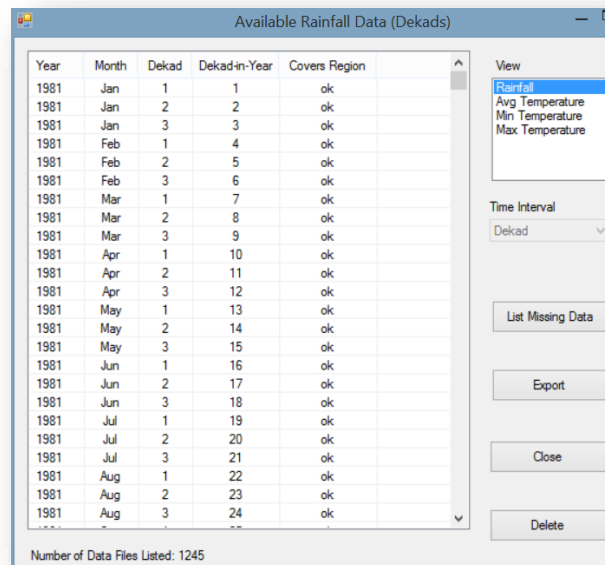 Available Rainfall Data (Dekads)
Year Month Dekad Dekad-in-Year Covers Region
1981 Jan 1 1 ok
1981 Jan 2 2 ok
1981 Jan 3 3 ok
1981 Feb 1 4 ok
1981 Feb 2 5 ok
1981 Feb 3 6 ok
1981 Mar 1 7 ok
1981 Mar 2 8 ok
1981 Mar 3 9 ok
1981 Apr 1 10 ok
1981 Apr 2 11 ok
1981 Apr 3 12 ok
1981 May 1 13 ok
1981 May 2 14 ok
1981 May 3 15 ok
1981 Jun 1 16 ok
1981 Jun 2 17 ok
1981 Jun 3 18 ok
1981 Jul 1 19 ok
1981 Jul 2 20 ok
1981 Jul 3 21 ok
1981 Aug 1 22 ok
1981 Aug 2 23 ok
1981 Aug 3 24 ok
Number of Data Files Listed: 1245
View
Rainfall
Avg Temperature
Min Temperature
Max Temperature
Time Interval
Dekad
List Missing Data
Export
Close
Delete